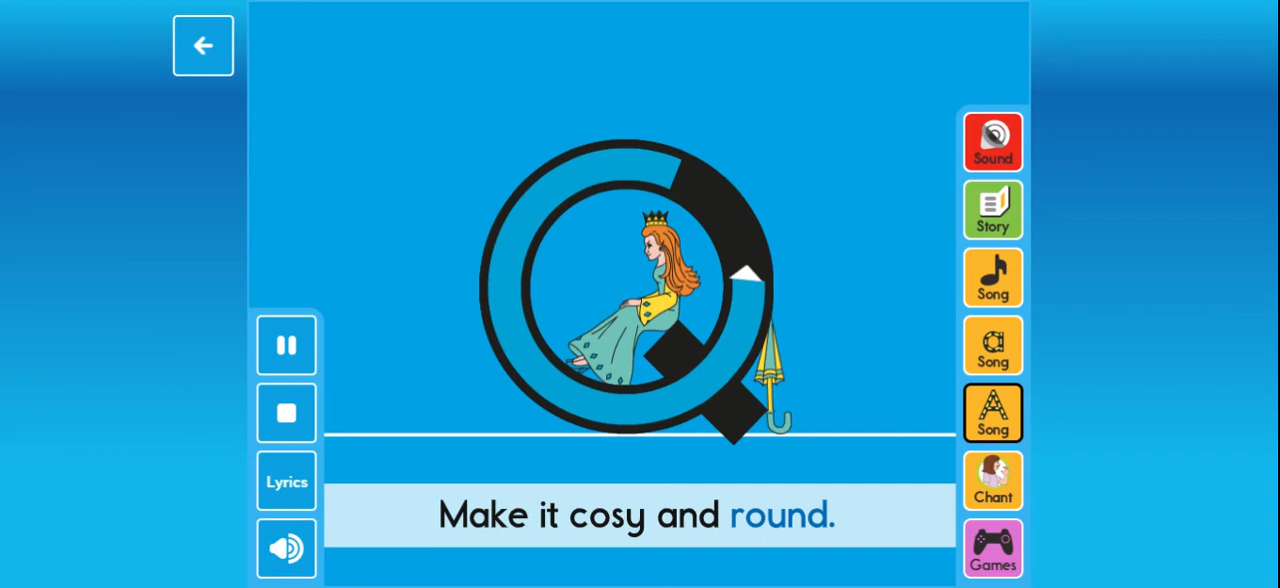 Sound
Story
Song
Song
Song
Lyrics
Chant
Make it cosy and round.
Games